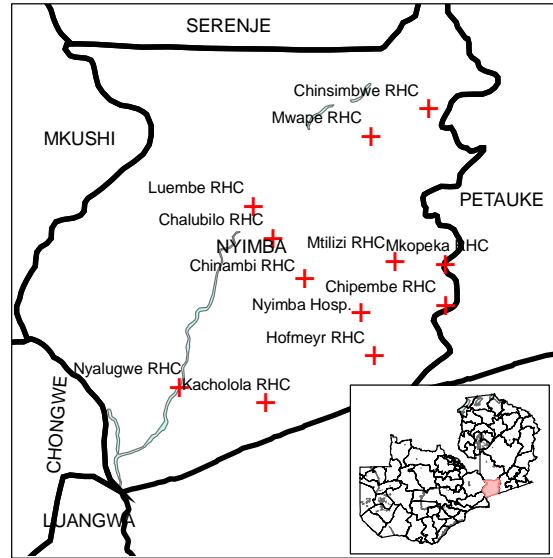 SERENJE
Chinsimbwe RHC
Mwape RHC
MKUSHI
Luembe RHC
PETAUKE
Chalubilo RHC
NYIMBA
Mtilizi RHC
Mkopeka RHC
Chinambi RHC
Chipembe RHC
Nyimba Hosp.
Hofmeyr RHC
Nyalugwe RHC
Kacholola RHC
CHONGWE
LUANGWA